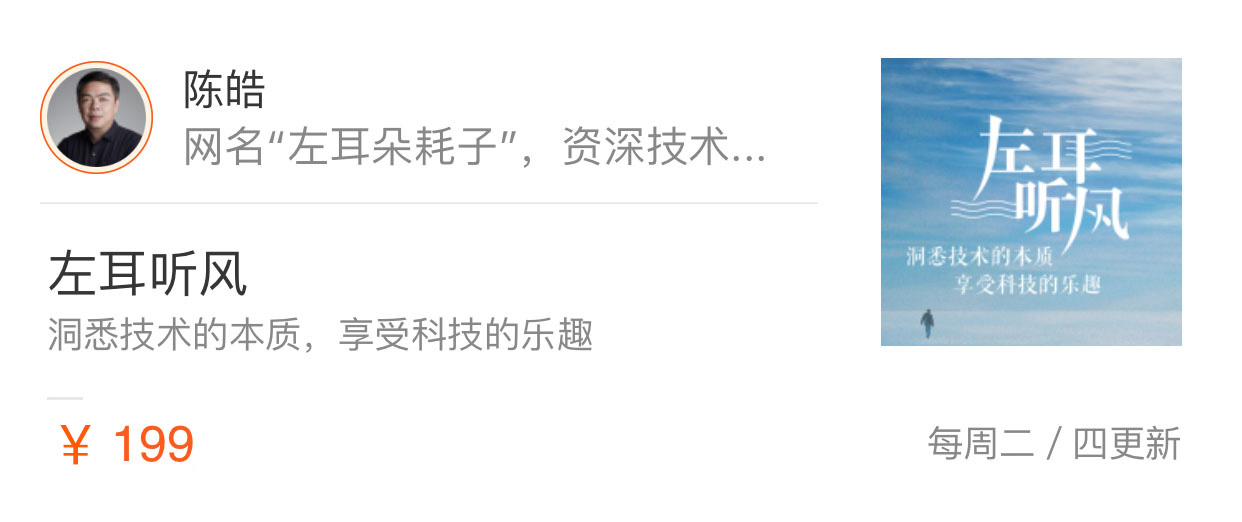 陈皓
网名“左耳朵耗子”，资深技术...
左耳听风
洞悉技术的本质，享受科技的乐趣
¥ 199
左耳
听风
洞悉技术的本质
享受科技的乐趣
每周二 / 四更新